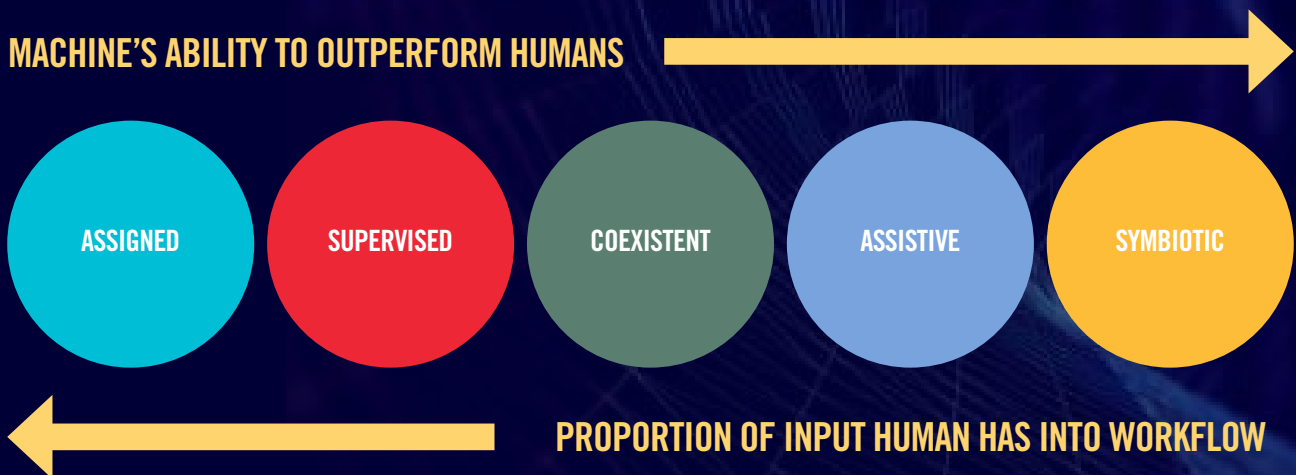 MACHINE'S ABILITY TO OUTPERFORM HUMANS
ASSIGNED
SUPERVISED
COEXISTENT
ASSISTIVE
SYMBIOTIC
PROPORTION OF INPUT HUMAN HAS INTO WORKFLOW